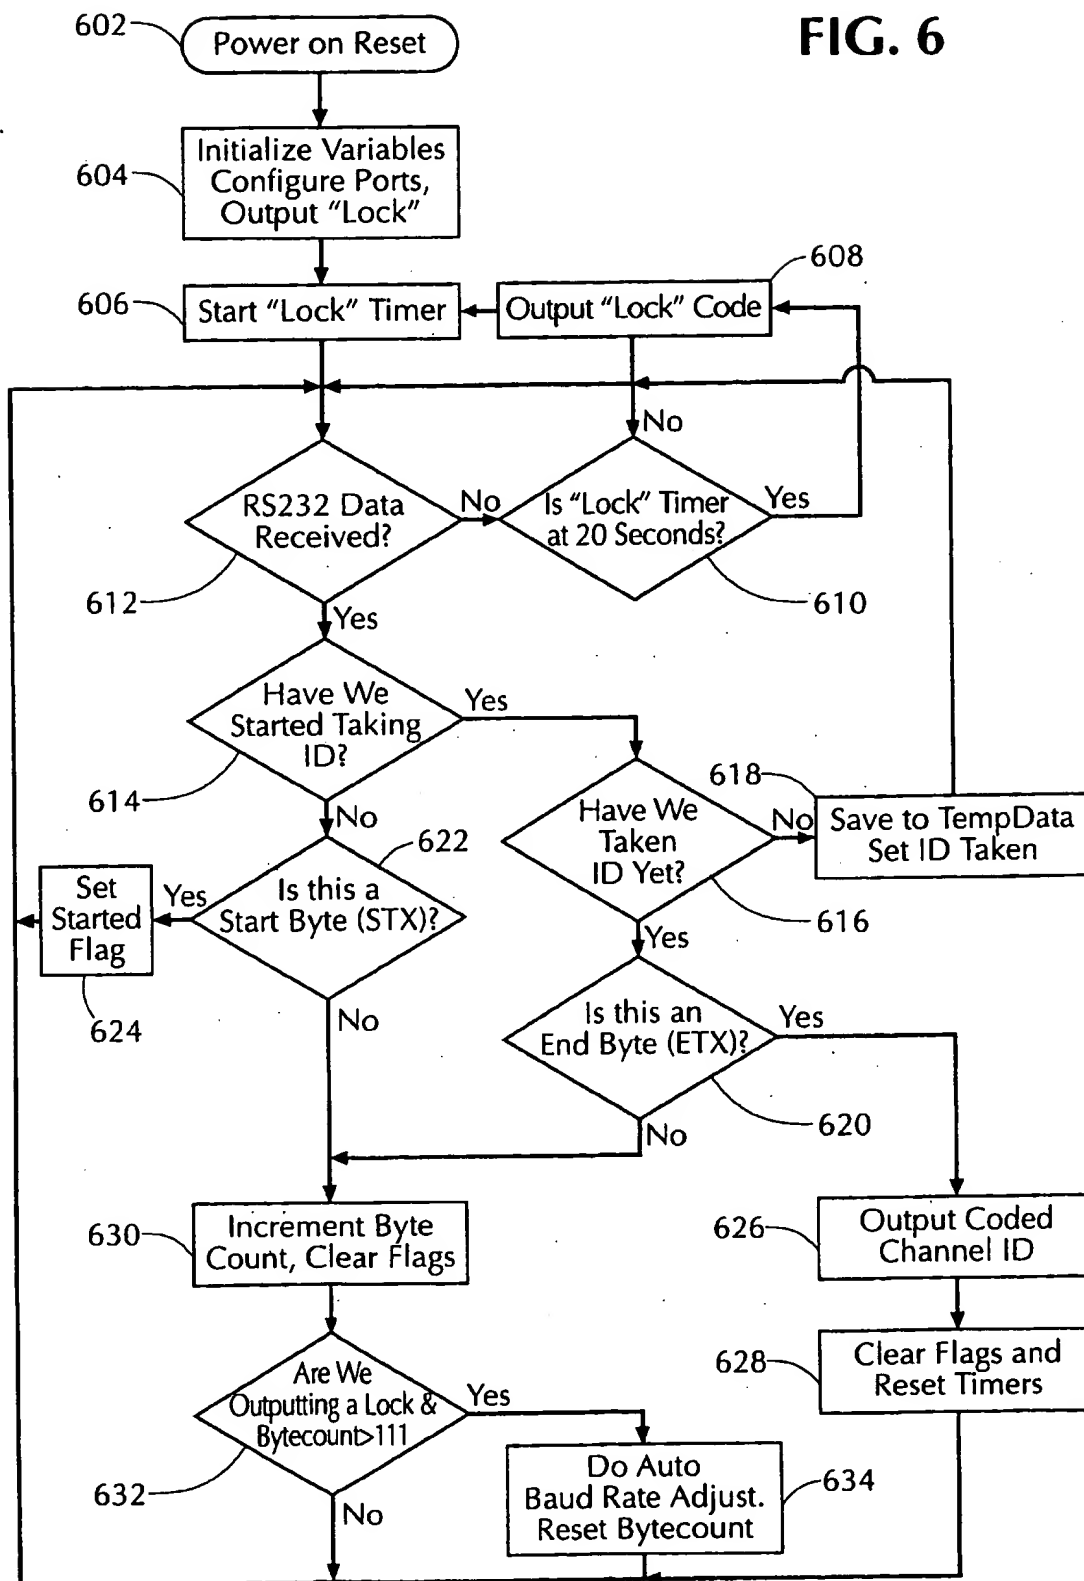 FIG. 6
602
Power on Reset
604
Initialize Variables
Configure Ports,
Output “Lock”
606
Start “Lock” Timer
608
Output “Lock” Code
No
RS232 Data
Received?
No
Is “Lock” Timer
at 20 Seconds?
Yes
612
610
Yes
Have We
Started Taking
ID?
Yes
614
No
Have We
Taken
ID Yet?
No
618
Save to TempData
Set ID Taken
616
Yes
622
Is this a
Start Byte (STX)?
Yes
Set
Started
Flag
624
No
Is this an
End Byte (ETX)?
Yes
620
No
630
Increment Byte
Count, Clear Flags
626
Output Coded
Channel ID
628
Clear Flags and
Reset Timers
Are We
Outputting a Lock &
Bytecount>111
Yes
632
No
Do Auto
Baud Rate Adjust.
Reset Bytecount
634